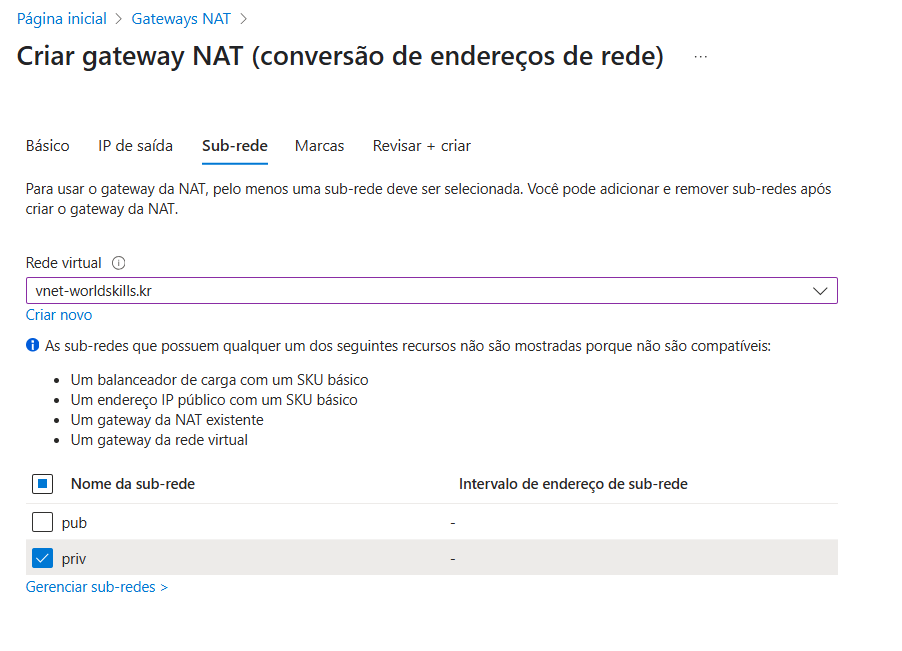 Página inicial > Gateways NAT >
Criar gateway NAT (conversão de endereços de rede) ...
Básico IP de saída Sub-rede Marcas Revisar + criar
Para usar o gateway da NAT, pelo menos uma sub-rede deve ser selecionada. Você pode adicionar e remover sub-redes após
criar o gateway da NAT.
Rede virtual
vnet-worldskills.kr
Criar novo
As sub-redes que possuem qualquer um dos seguintes recursos não são mostradas porque não são compatíveis:
• Um balanceador de carga com um SKU básico
• Um endereço IP público com um SKU básico
• Um gateway da NAT existente
• Um gateway da rede virtual
Nome da sub-rede Intervalo de endereço de sub-rede
pub -
priv -
Gerenciar sub-redes >